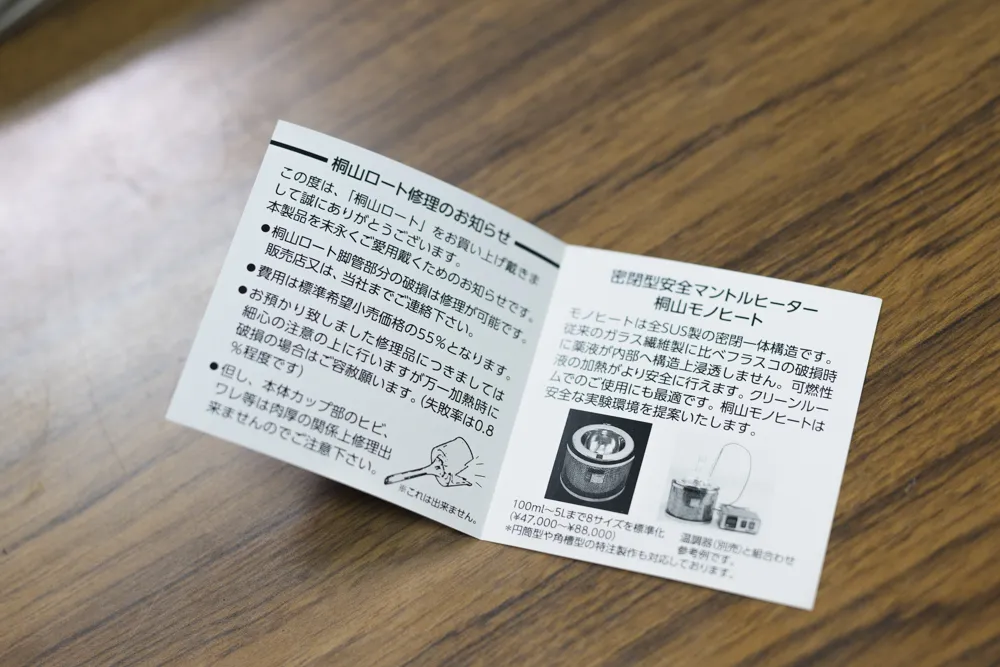 桐山ロート修理のお知らせ
この度は、「桐山ロート」をお買い上げ戴きま
して誠にありがとうございます。
本製品を末永くご愛用戴くためのお知らせです。
●桐山ロート脚管部分の破損は修理が可能です。
販売店又は、当社までご連絡下さい。
●費用は標準希望小売価格の55%となります。
●お預かり致しました修理品につきましては
細心の注意の上に行いますが万一加熱時に
破損の場合はご容赦願います。(失敗率は0.8
%程度です)
●但し、本体カップ部のヒビ、
ワレ等は肉厚の関係上修理出
来ませんのでご注意下さい。
※これは出来ません。
密閉型安全マントルヒーター
桐山モノヒート
モノヒートは全SUS製の密閉一体構造です。
従来のガラス繊維製に比べフラスコの破損時
に薬液が内部へ構造上浸透しません。可燃性
液の加熱がより安全に行えます。クリーンルー
ムでのご使用にも最適です。桐山モノヒートは
安全な実験環境を提案いたします。
100ml〜5Lまで8サイズを標準化
(¥47,000〜¥88,000)
*円筒型や角槽型の特注製作も対応しております。
温調器(別売)と組合わせ
参考例です。